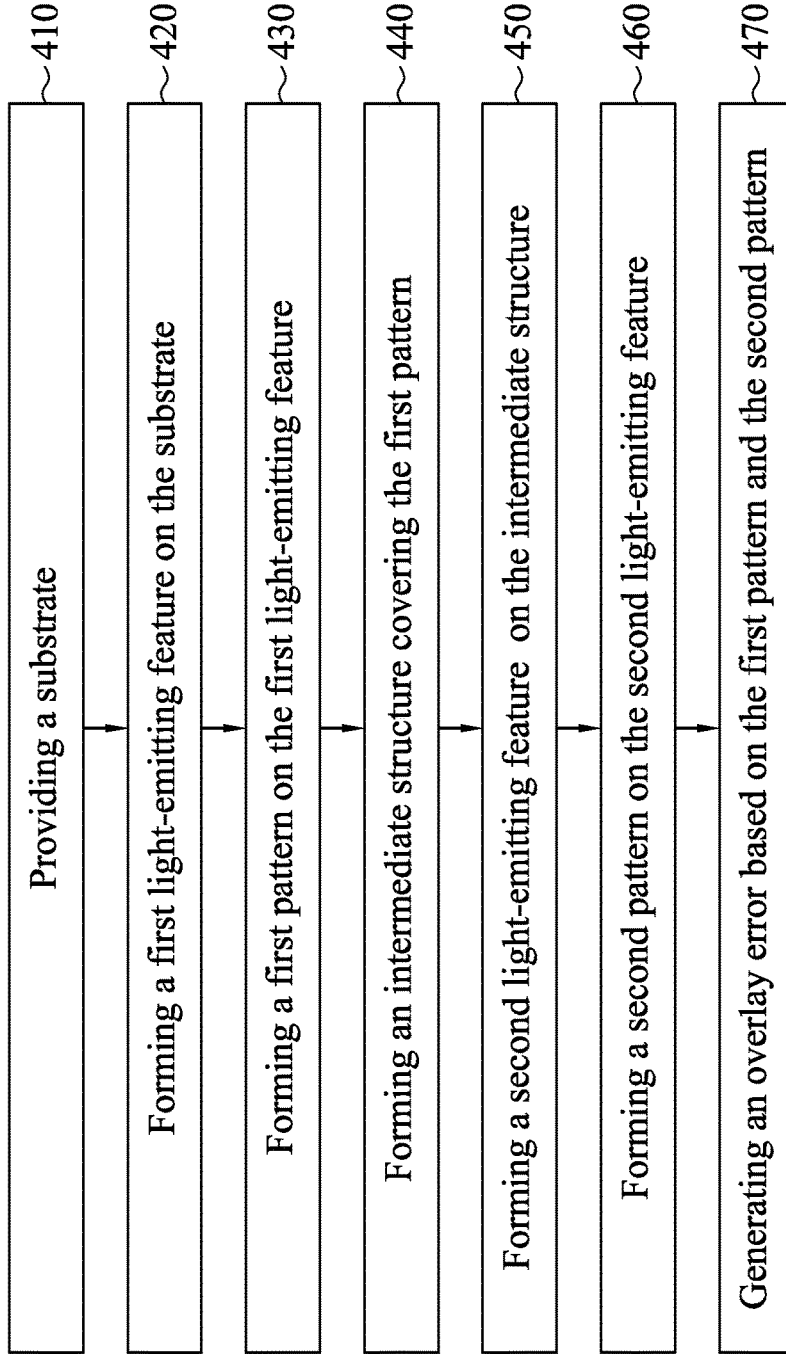 Providing a substrate ~410
Forming a first light-emitting feature on the substrate ~420
Forming a first pattern on the first light-emitting feature ~430
Forming an intermediate structure covering the first pattern ~440
Forming a second light-emitting feature on the intermediate structure ~450
Forming a second pattern on the second light-emitting feature ~460
Generating an overlay error based on the first pattern and the second pattern ~470